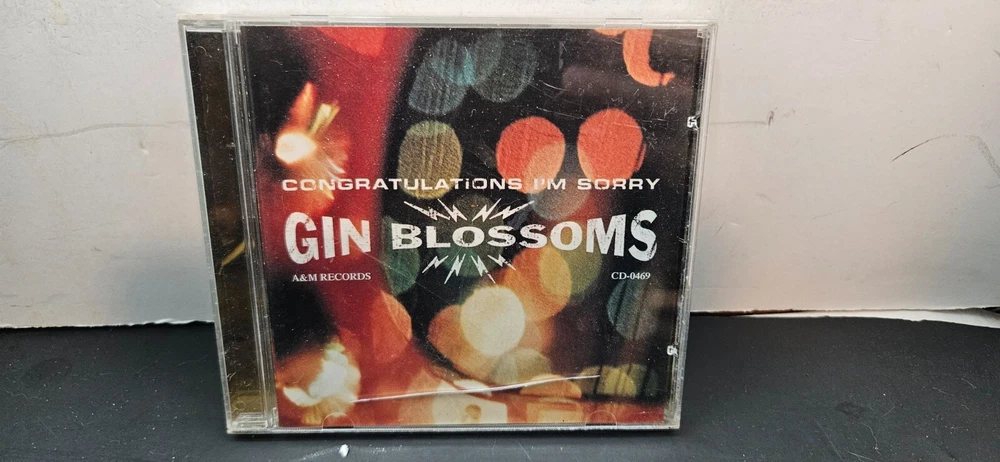 CONGRATULATIONS I'M SORRY
GIN BLOSSOMS
A&M RECORDS
CD-0469